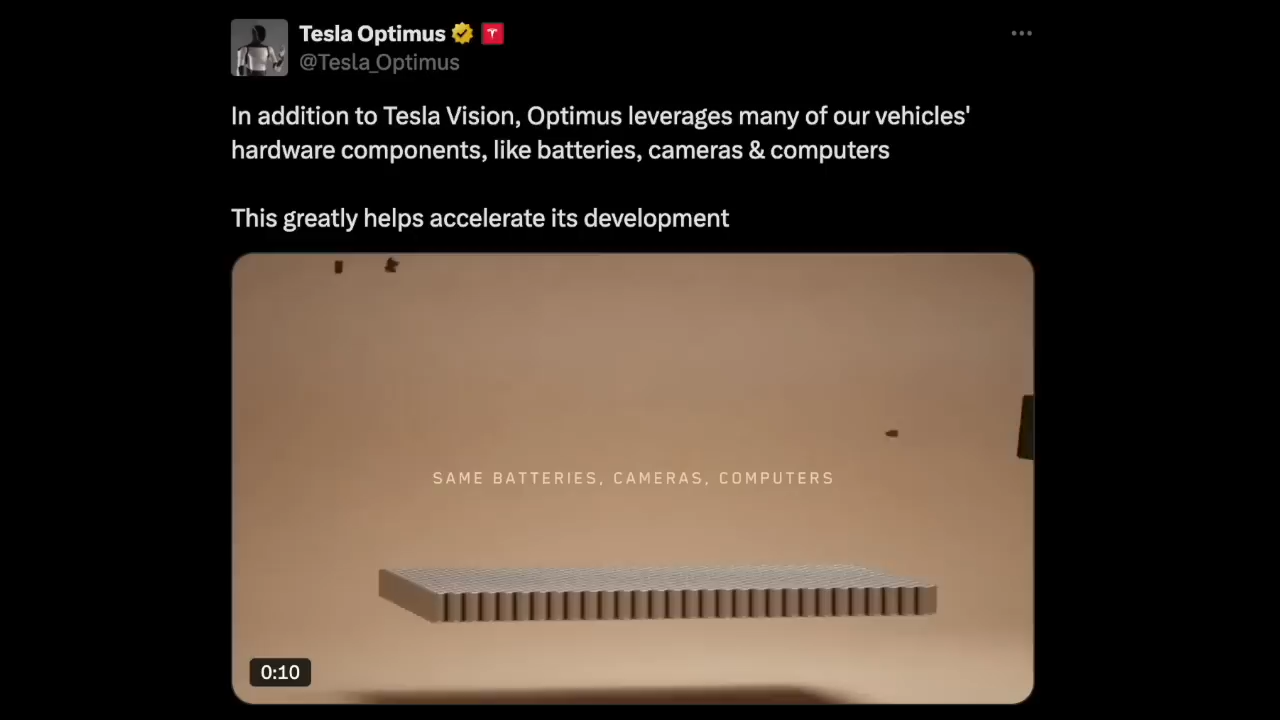 Tesla Optimus
@Tesla_Optimus
In addition to Tesla Vision, Optimus leverages many of our vehicles'
hardware components, like batteries, cameras & computers
This greatly helps accelerate its development
SAME BATTERIES, CAMERAS, COMPUTERS
0:10